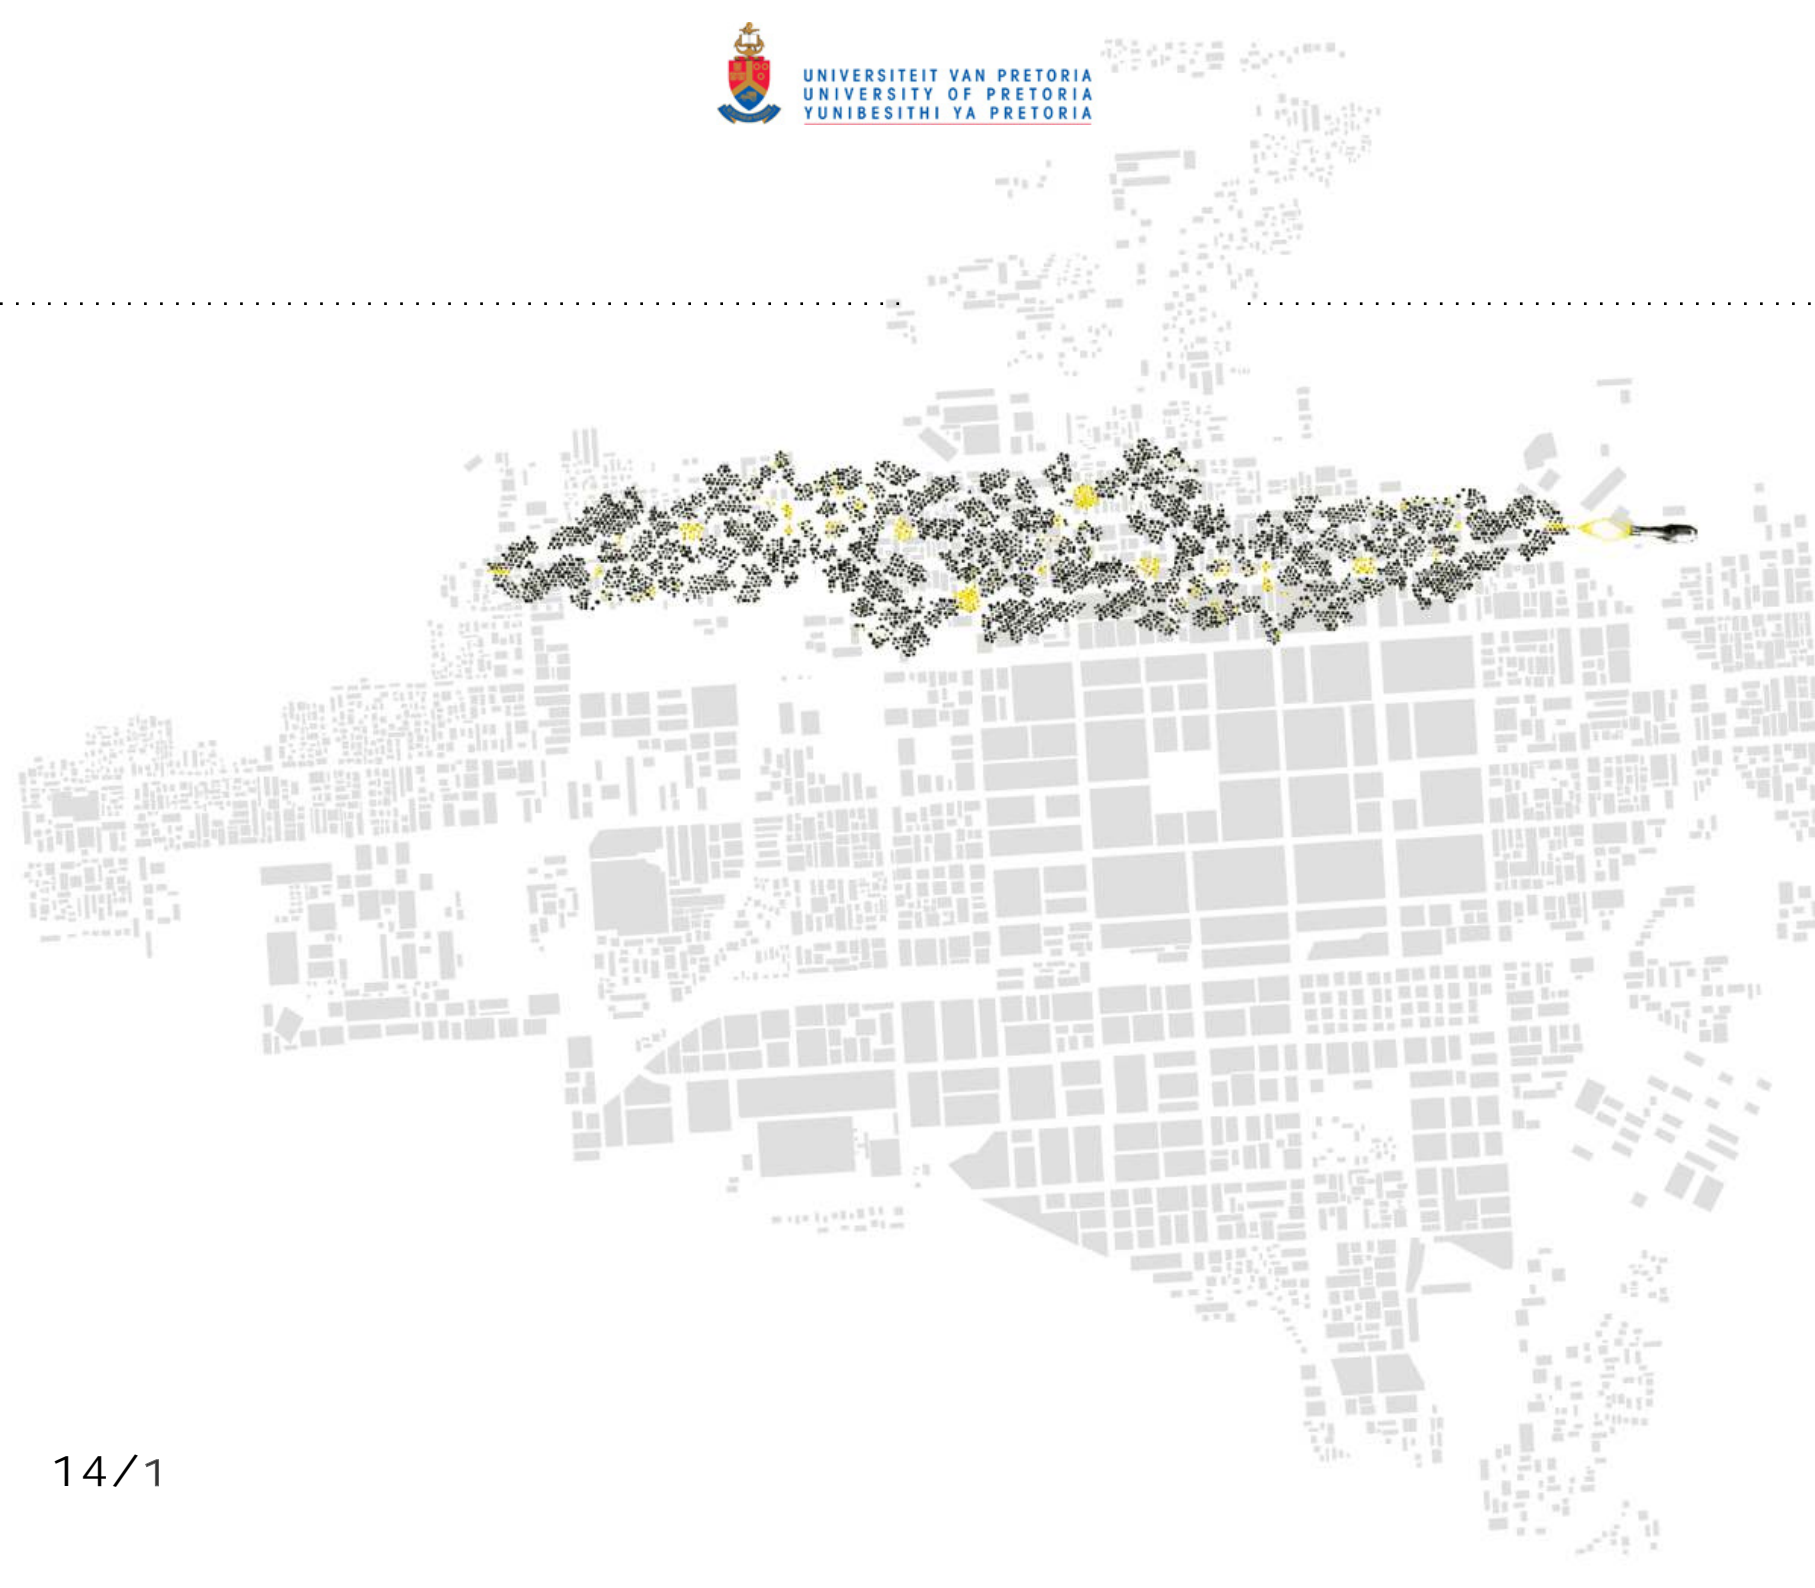 UNIVERSITEIT VAN PRETORIA
UNIVERSITY OF PRETORIA
YUNIBESITHI YA PRETORIA
14/1